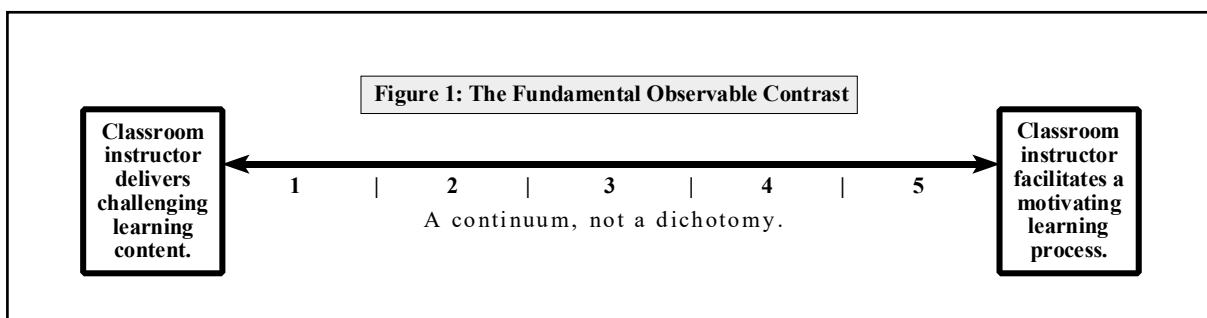 Figure 1: The Fundamental Observable Contrast
Classroom
instructor
delivers
challenging
learning
content.
1 | 2 | 3 | 4 | 5
A continuum, not a dichotomy.
Classroom
instructor
facilitates a
motivating
learning
process.